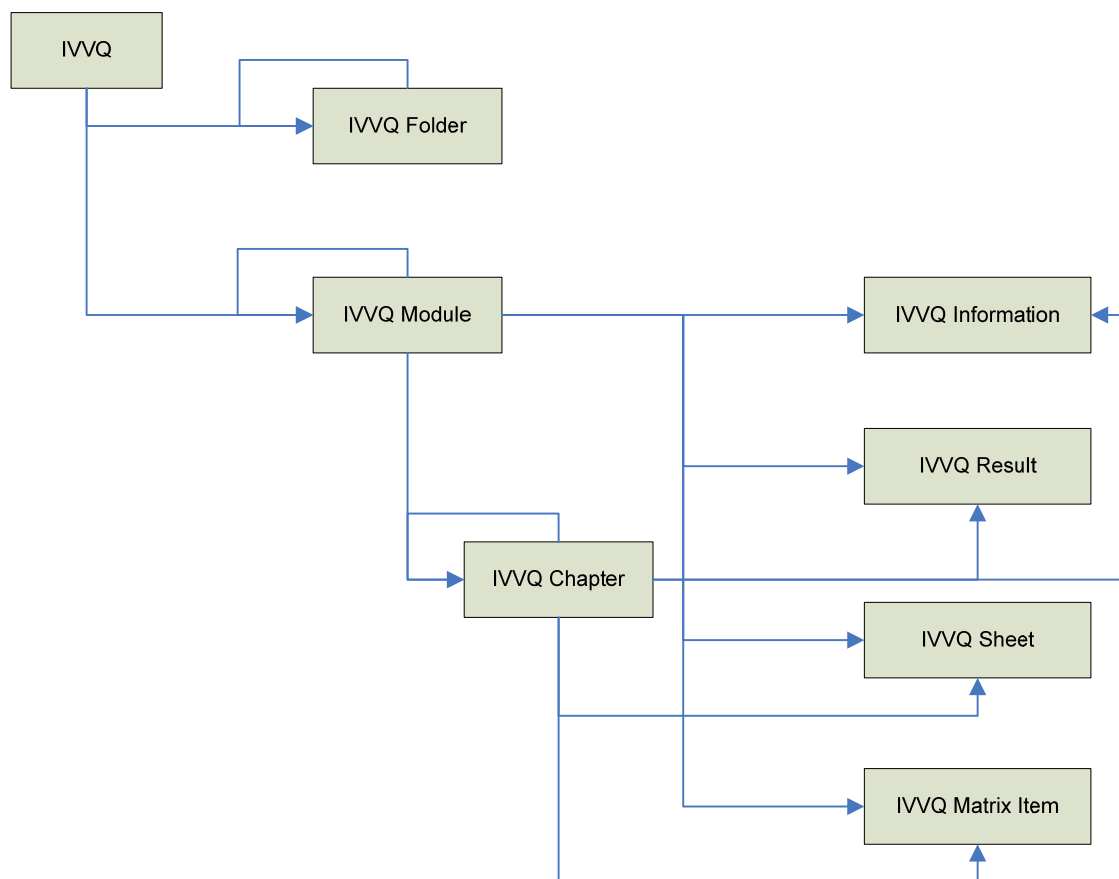 IVVQ
IVVQ Folder
IVVQ Module
IVVQ Information
IVVQ Result
IVVQ Chapter
IVVQ Sheet
IVVQ Matrix Item